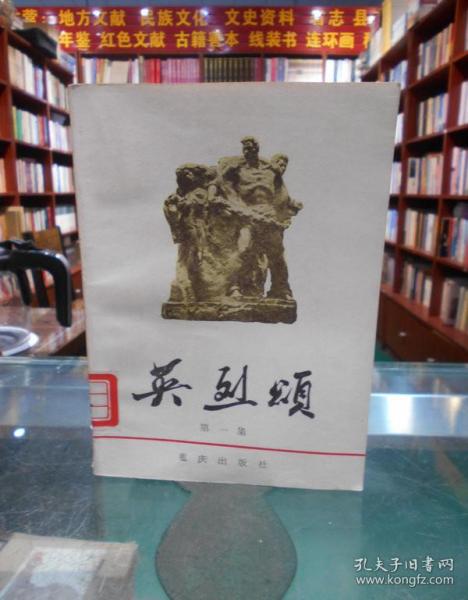 营：地方文献 民族文化 文史资料 志 县
年鉴 红色文献 古籍善本 线装书 连环画
英烈颂
第一集
重庆出版社
孔夫子旧书网
www.kongfz.com